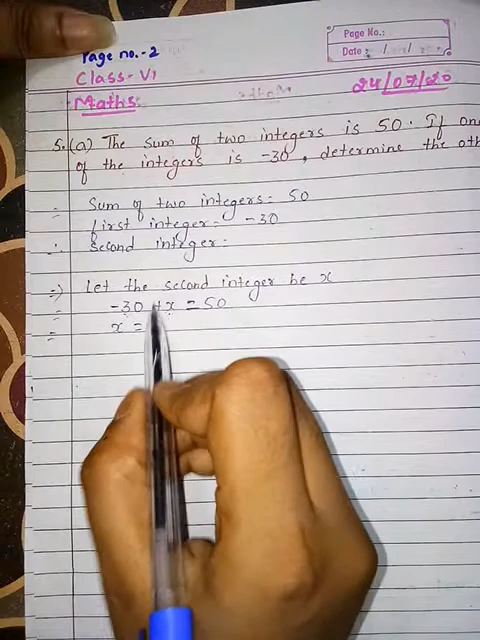 Page no.-2
Page No.:
Date: / /
Class- VI
24/07/20
Maths
5.(a) The sum of two integers is 50. If one
of the integers is -30, determine the oth
= Sum of two integers= 50
= First integer= -30
∴ Second integer=
=) Let the second integer be x
= -30+x = 50
= x =